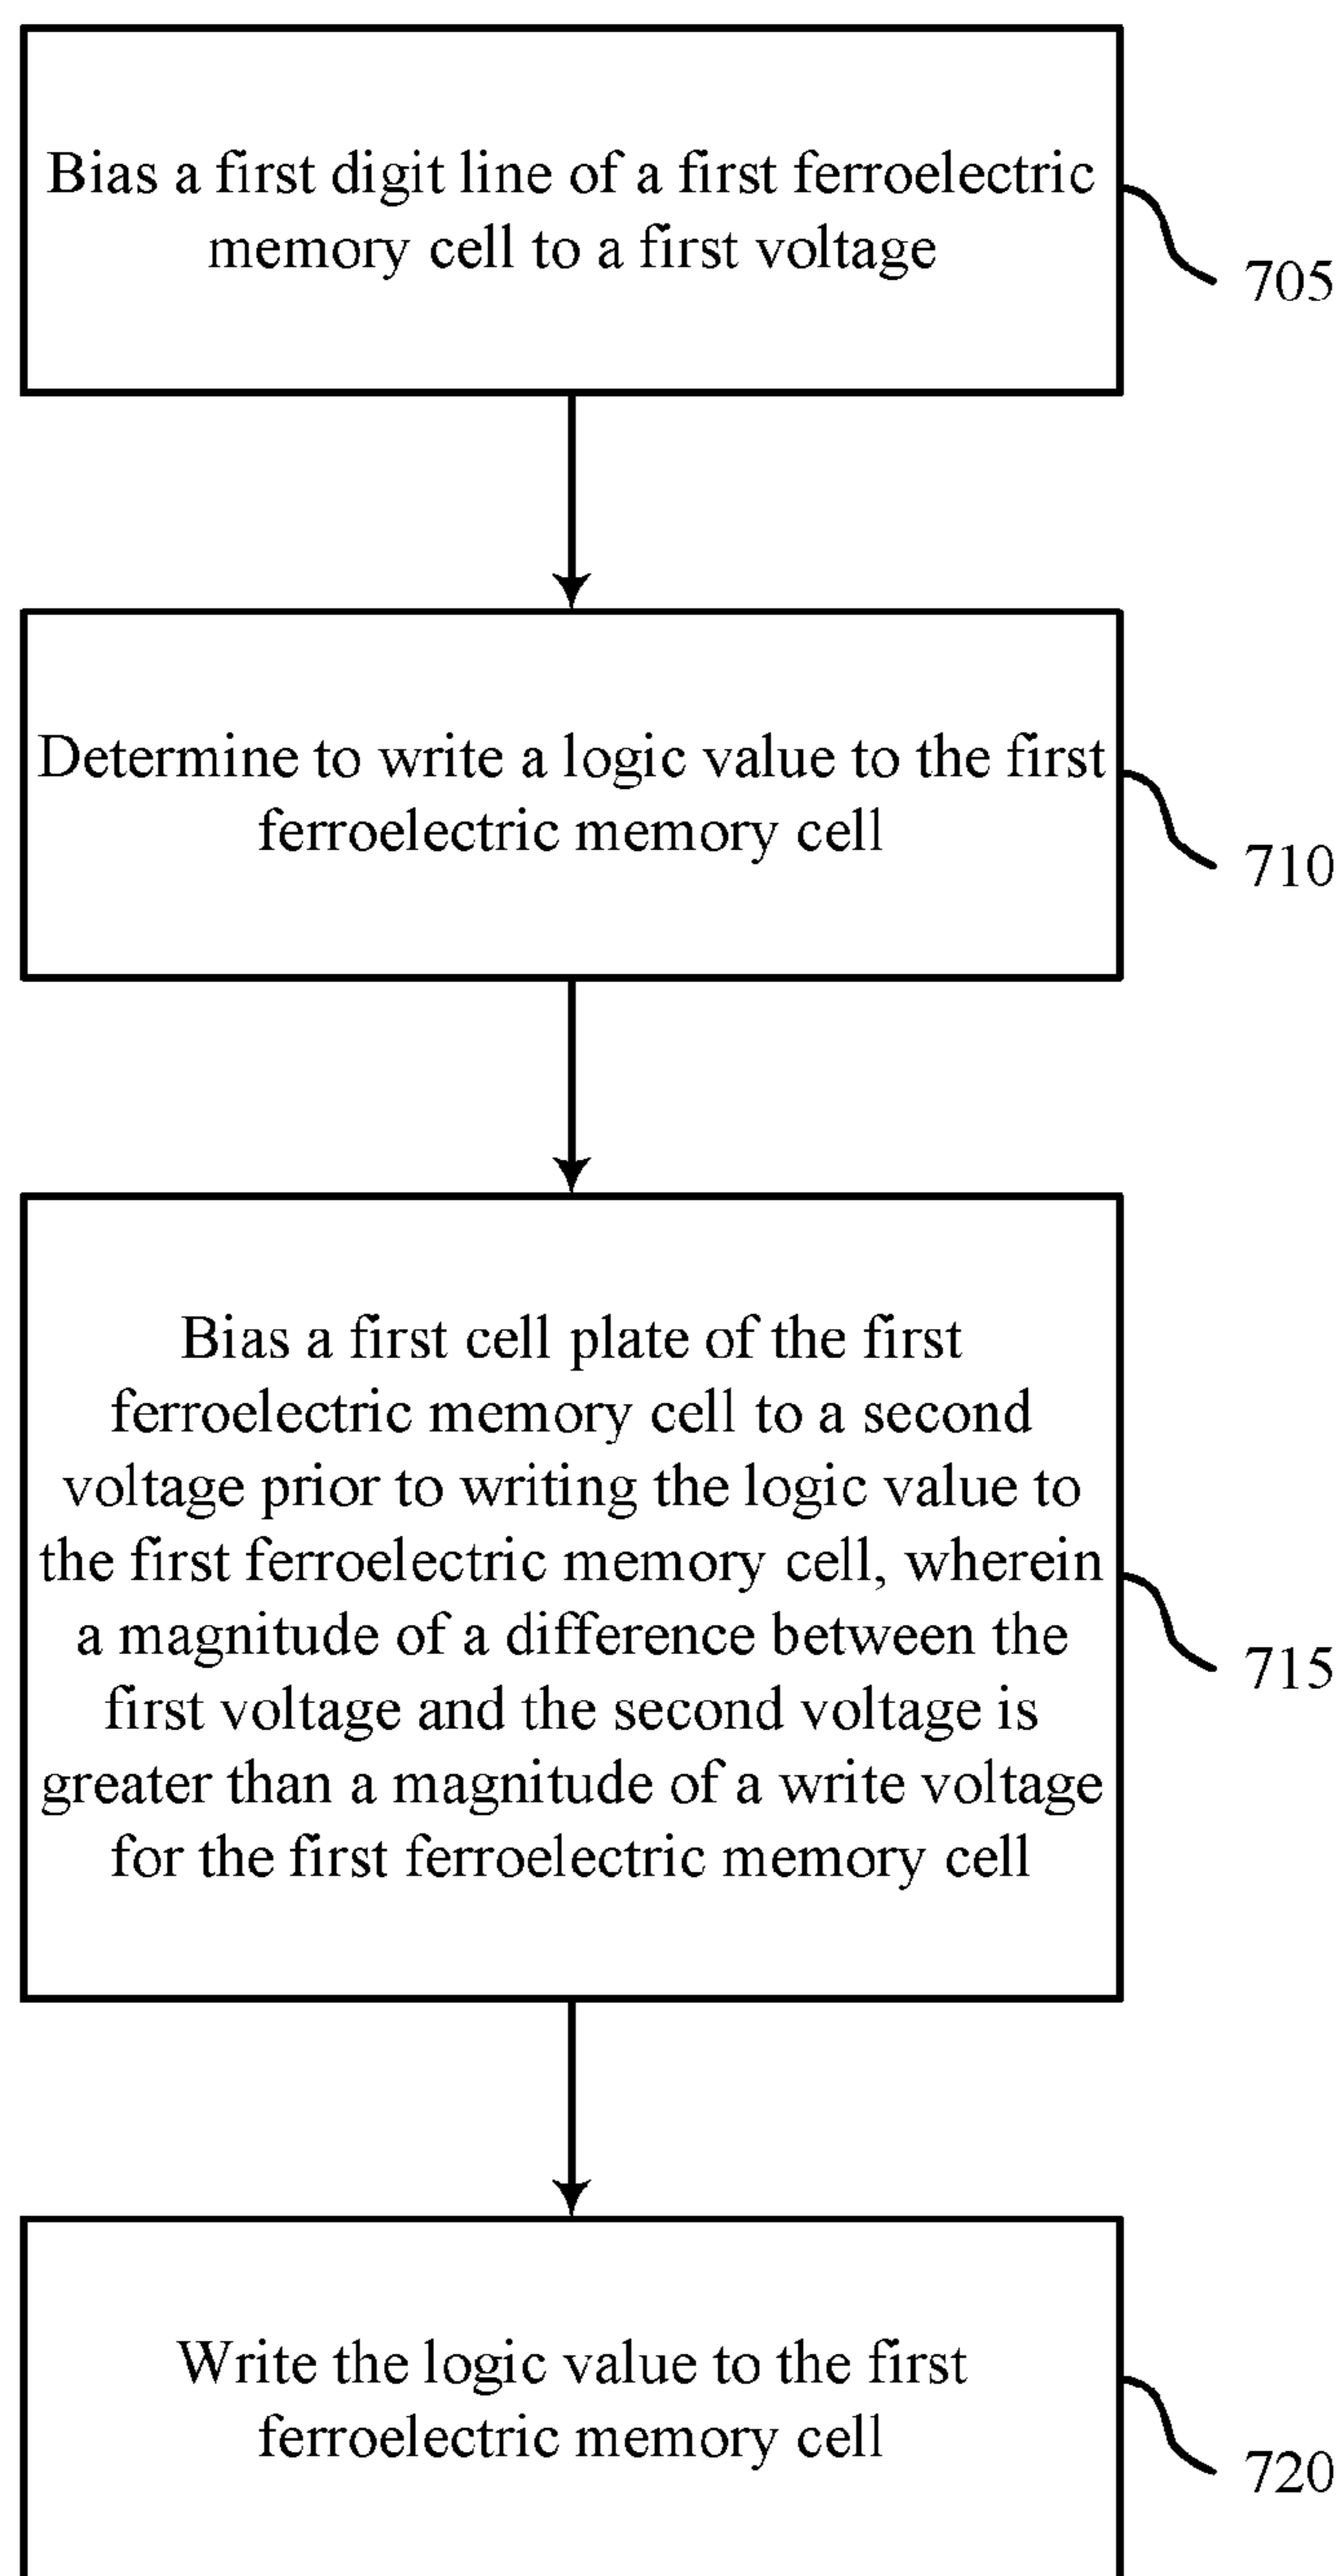 Bias a first digit line of a first ferroelectric
memory cell to a first voltage
705
Determine to write a logic value to the first
ferroelectric memory cell
710
Bias a first cell plate of the first
ferroelectric memory cell to a second
voltage prior to writing the logic value to
the first ferroelectric memory cell, wherein
a magnitude of a difference between the
first voltage and the second voltage is
greater than a magnitude of a write voltage
for the first ferroelectric memory cell
715
Write the logic value to the first
ferroelectric memory cell
720